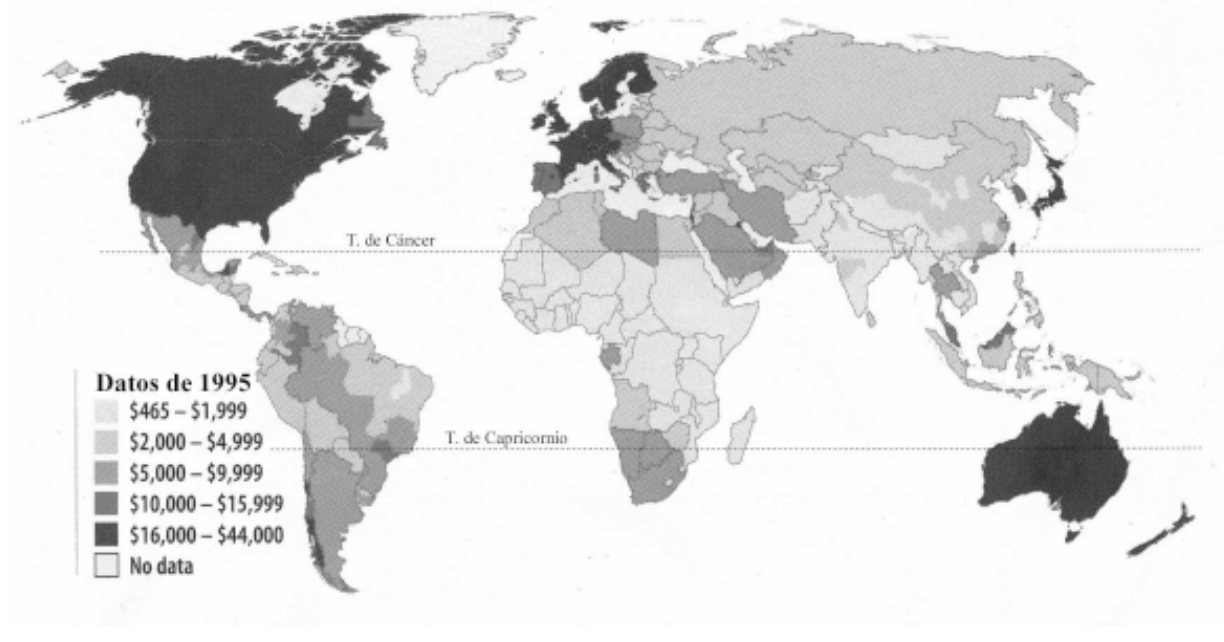 T. de Cáncer
Datos de 1995
$465 – $1,999
$2,000 – $4,999
T. de Capricornio
$5,000 – $9,999
$10,000 – $15,999
$16,000 – $44,000
No data